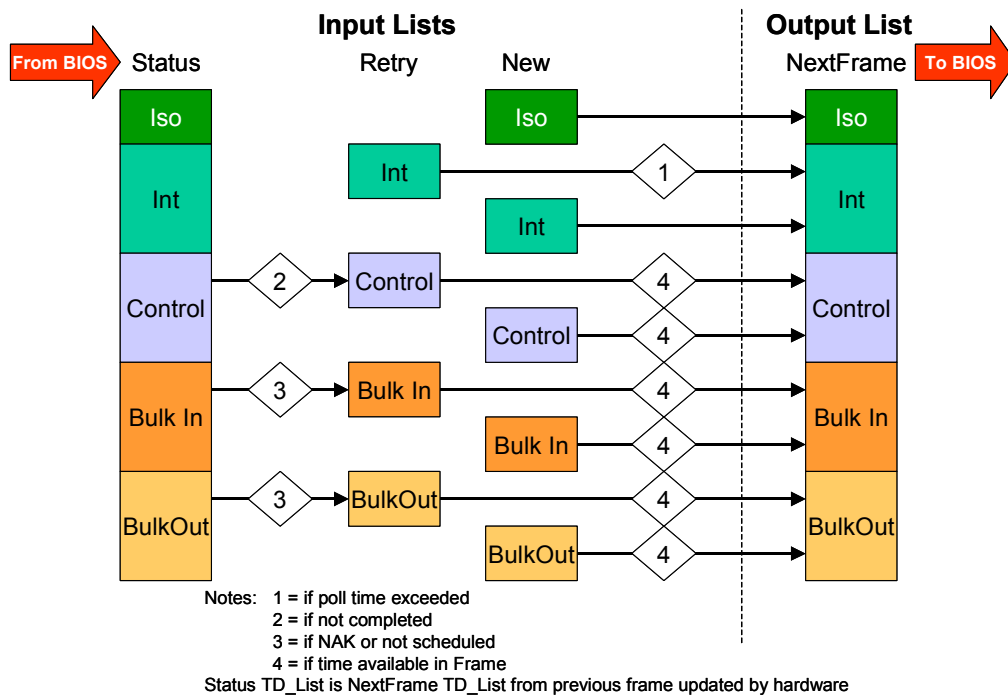 Input Lists
Output List
From BIOS
Status
Retry
New
NextFrame
To BIOS
Iso
Iso
Iso
Int
Int
1
Int
Int
Control
2
Control
4
Control
Control
4
Bulk In
3
Bulk In
4
Bulk In
Bulk In
4
BulkOut
3
BulkOut
4
BulkOut
BulkOut
4
Notes: 1 = if poll time exceeded
2 = if not completed
3 = if NAK or not scheduled
4 = if time available in Frame
Status TD_List is NextFrame TD_List from previous frame updated by hardware